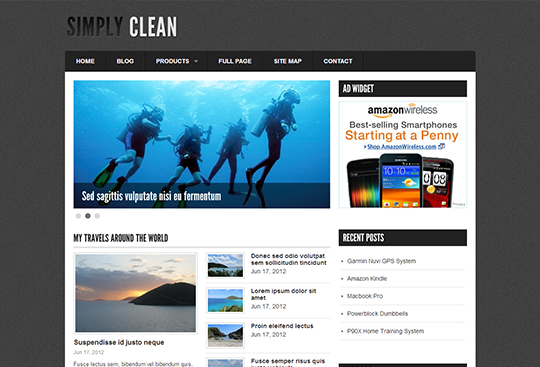 SIMPLY CLEAN
HOME
BLOG
PRODUCTS
FULL PAGE
SITE MAP
CONTACT
Sed sagittis vulputate nisi eu fermentum
AD WIDGET
amazonwireless
Best-selling Smartphones
Starting at a Penny
Shop AmazonWireless.com
Privacy
MY TRAVELS AROUND THE WORLD
Suspendisse id justo neque
Jun 17, 2012
Fusce lectus sem, bibendum vel bibendum quis,
Donec sed odio volutpat
sem sollicitudin tincidunt
Jun 17, 2012
Lorem ipsum dolor sit
amet
Jun 17, 2012
Proin eleifend lectus
Jun 17, 2012
Fusce semper risus quis
RECENT POSTS
Garmin Nuvi GPS System
Amazon Kindle
Macbook Pro
Powerblock Dumbbells
P90X Home Training System